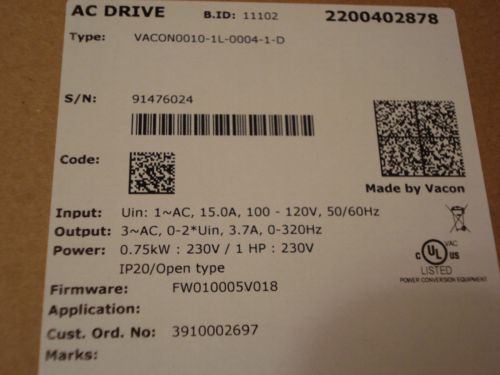 AC DRIVE B.ID: 11102 2200402878
Type: VACON0010-1L-0004-1-D
S/N: 91476024
Code:
Made by Vacon
Input: Uin: 1~AC, 15.0A, 100 - 120V, 50/60Hz
Output: 3~AC, 0-2*Uin, 3.7A, 0-320Hz
Power: 0.75kW : 230V / 1 HP : 230V
IP20/Open type
VAC
C UL US
LISTED
POWER CONVERSION EQUIPMENT
Firmware: FW010005V018
Application:
Cust. Ord. No: 3910002697
Marks: